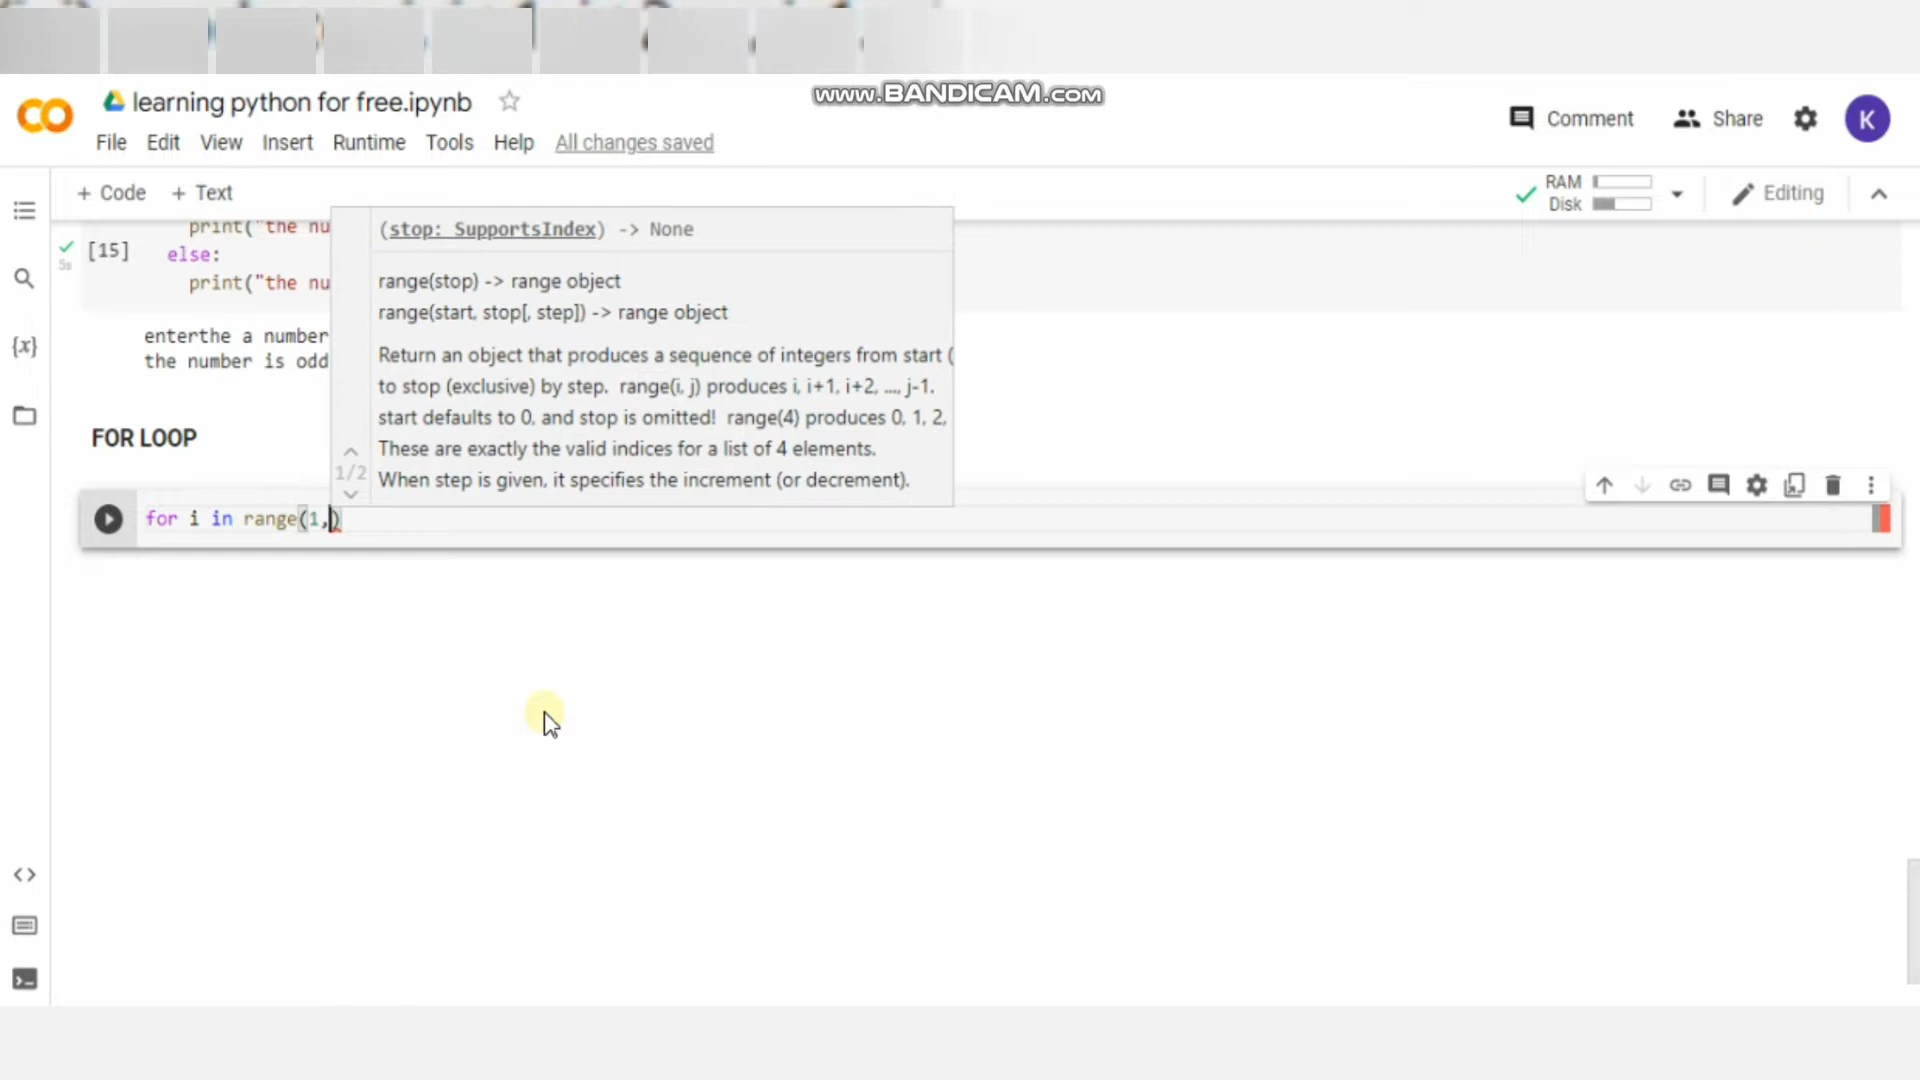 www.BANDICAM.com
learning python for free.ipynb
Comment
Share
K
File Edit View Insert Runtime Tools Help All changes saved
+ Code + Text
RAM
Disk
Editing
print("the nu
[15]
else:
5s
print("the nu
enterthe a number
the number is odd
(stop: SupportsIndex) -> None
range(stop) -> range object
range(start, stop[, step]) -> range object
Return an object that produces a sequence of integers from start (
to stop (exclusive) by step. range(i, j) produces i, i+1, i+2, ..., j-1.
start defaults to 0, and stop is omitted! range(4) produces 0, 1, 2,
These are exactly the valid indices for a list of 4 elements.
When step is given, it specifies the increment (or decrement).
1/2
FOR LOOP
for i in range(1,)
{x}